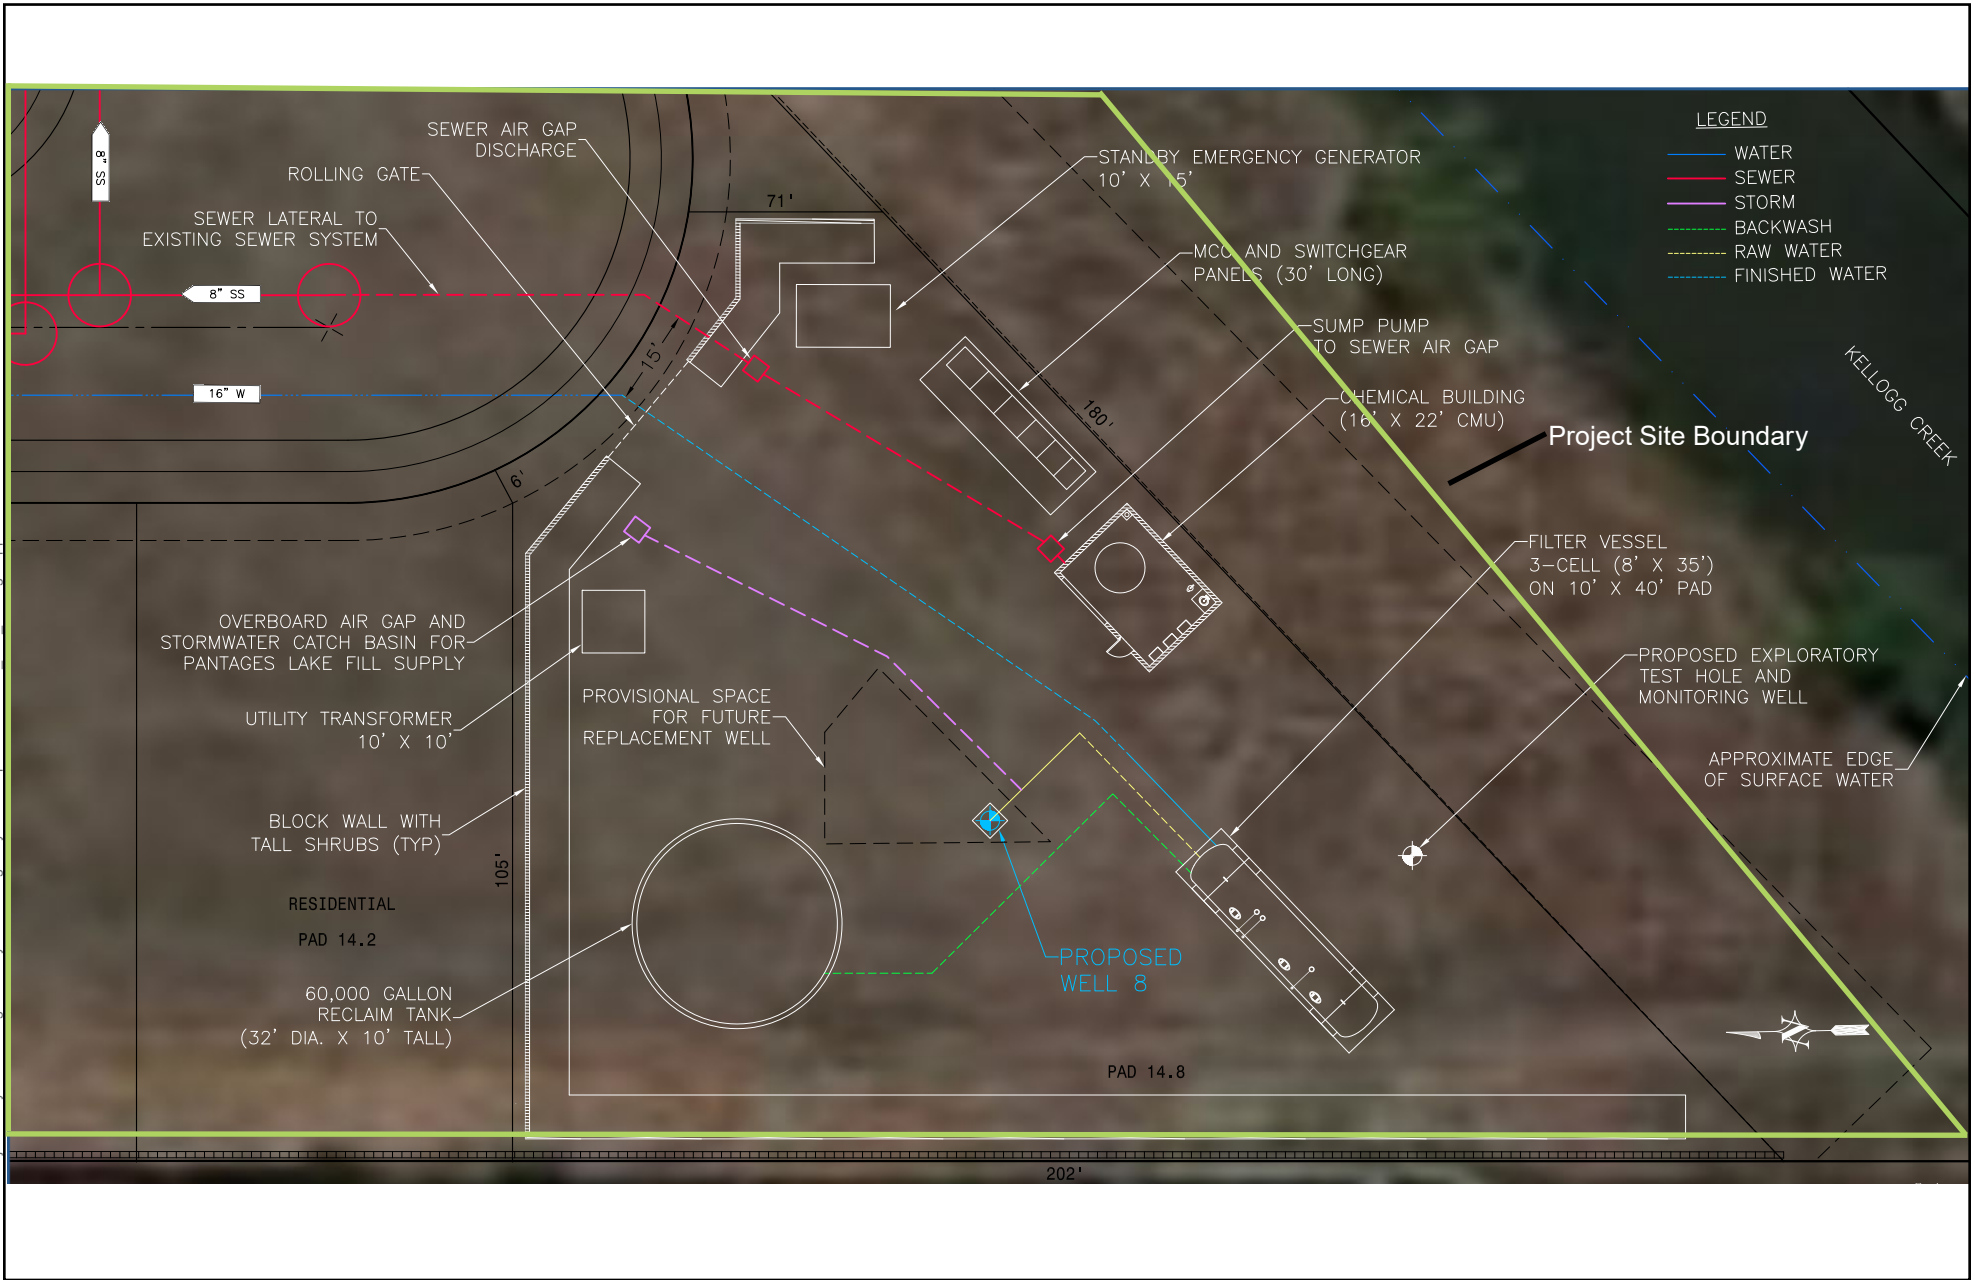 SEWER AIR GAP
DISCHARGE
ROLLING GATE
SEWER LATERAL TO
EXISTING SEWER SYSTEM
8" SS
8" SS
16" W
71'
15'
6'
180'
105'
202'
STANDBY EMERGENCY GENERATOR
10' X 15'
MCC AND SWITCHGEAR
PANELS (30' LONG)
SUMP PUMP
TO SEWER AIR GAP
CHEMICAL BUILDING
(16' X 22' CMU)
Project Site Boundary
LEGEND
WATER
SEWER
STORM
BACKWASH
RAW WATER
FINISHED WATER
KELLOGG CREEK
FILTER VESSEL
3-CELL (8' X 35')
ON 10' X 40' PAD
PROPOSED EXPLORATORY
TEST HOLE AND
MONITORING WELL
APPROXIMATE EDGE
OF SURFACE WATER
OVERBOARD AIR GAP AND
STORMWATER CATCH BASIN FOR
PANTAGES LAKE FILL SUPPLY
UTILITY TRANSFORMER
10' X 10'
PROVISIONAL SPACE
FOR FUTURE
REPLACEMENT WELL
BLOCK WALL WITH
TALL SHRUBS (TYP)
RESIDENTIAL
PAD 14.2
60,000 GALLON
RECLAIM TANK
(32' DIA. X 10' TALL)
PROPOSED
WELL 8
PAD 14.8